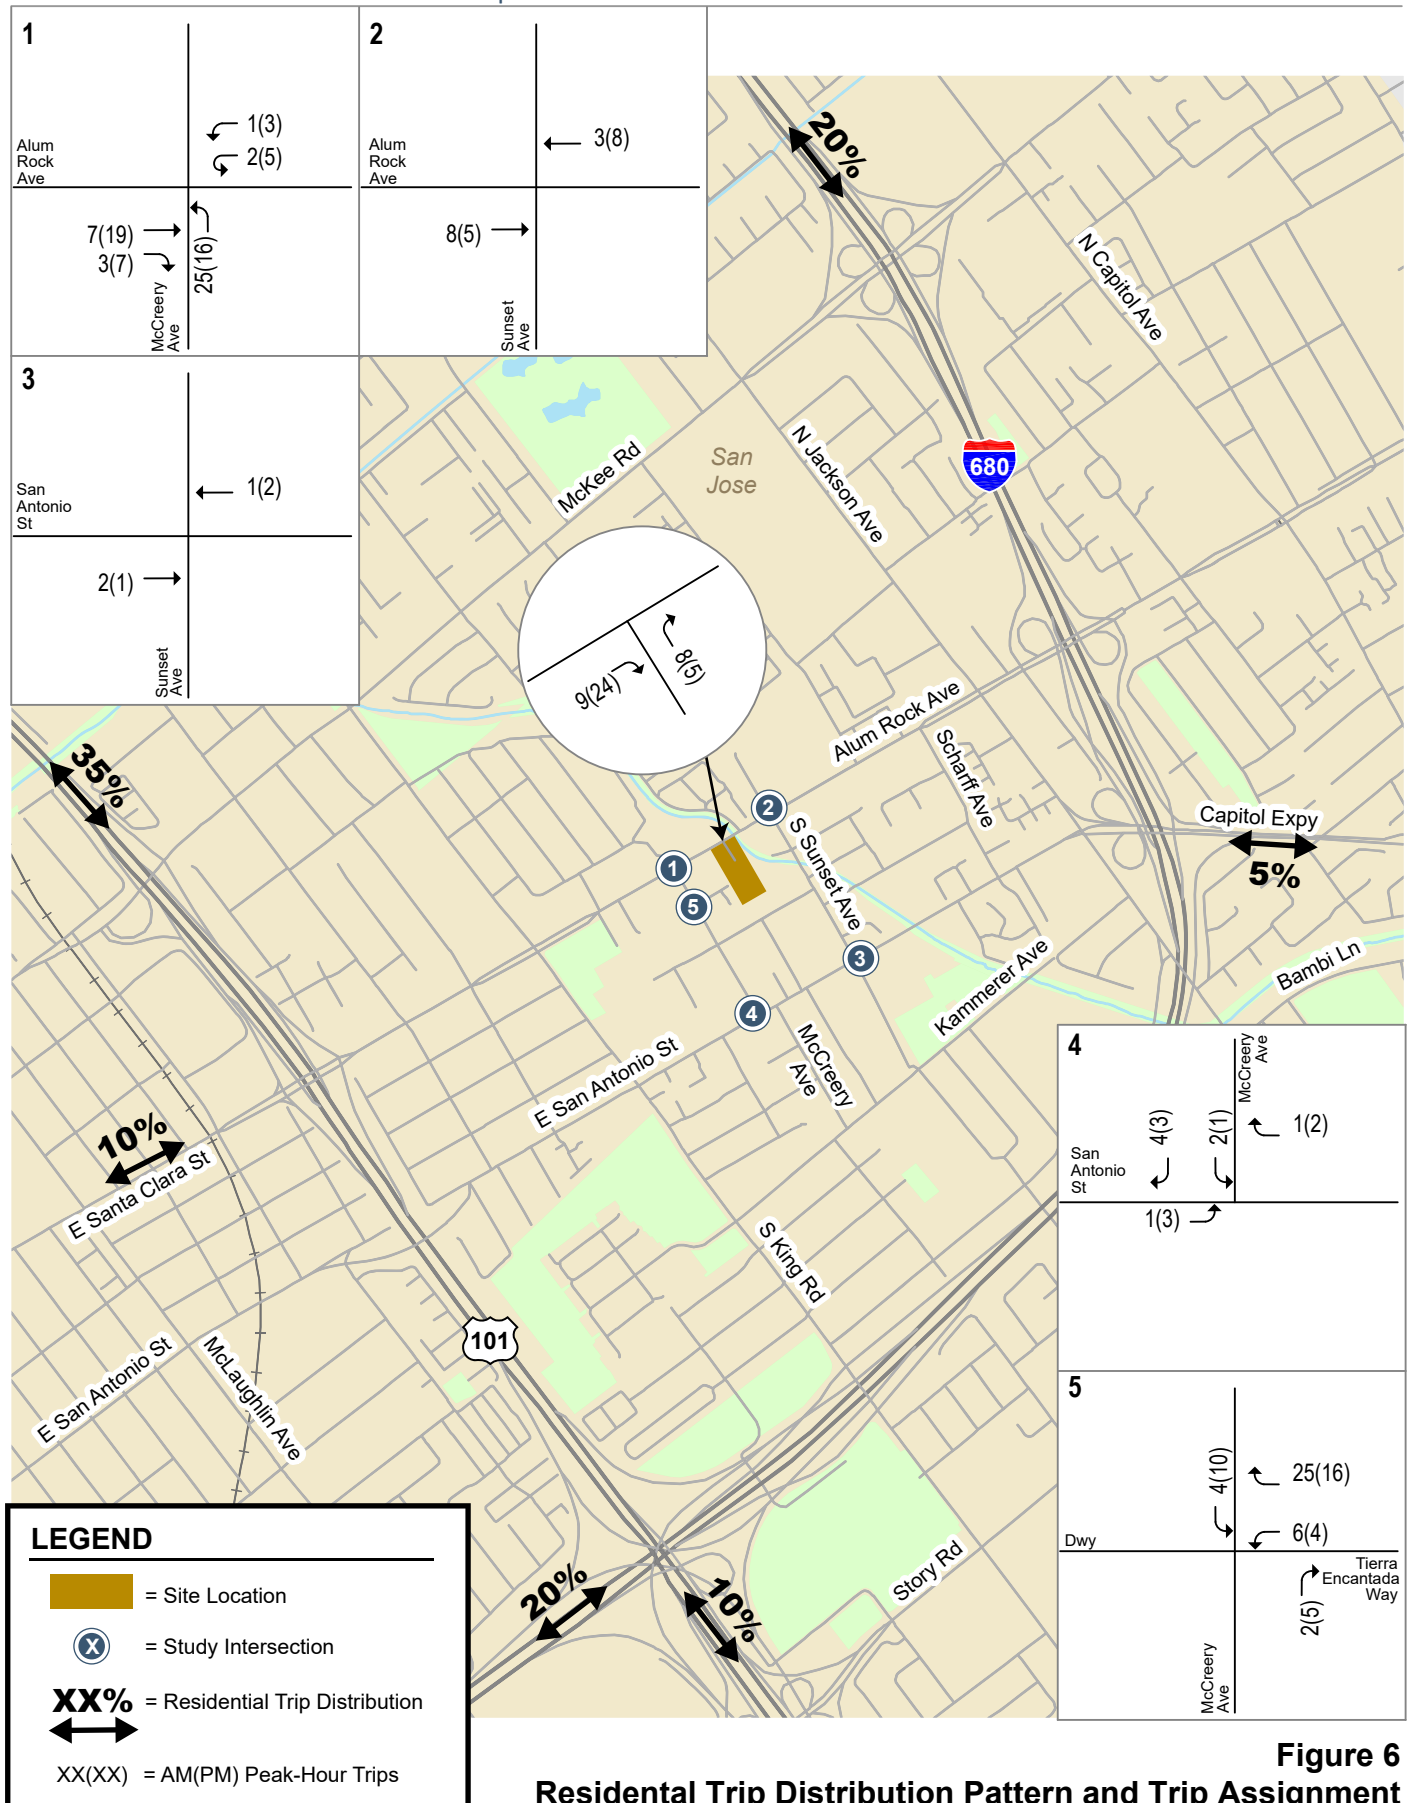 1
Alum
Rock
Ave
1(3)
2(5)
7(19)
3(7)
25(16)
McCreery
Ave
2
Alum
Rock
Ave
3(8)
8(5)
Sunset
Ave
3
San
Antonio
St
1(2)
2(1)
Sunset
Ave
20%
N Capitol Ave
680
N Jackson Ave
McKee Rd
San
Jose
9(24)
8(5)
Alum Rock Ave
Scharff Ave
35%
2
S Sunset Ave
Capitol Expy
5%
1
5
3
4
Kammerer Ave
Bambi Ln
McCreery
Ave
E San Antonio St
10%
E Santa Clara St
S King Rd
101
E San Antonio St
McLaughlin Ave
20%
10%
Story Rd
4
McCreery
Ave
4(3)
2(1)
1(2)
San
Antonio
St
1(3)
5
4(10)
25(16)
6(4)
Dwy
Tierra
Encantada
Way
2(5)
McCreery
Ave
LEGEND
= Site Location
X = Study Intersection
XX% = Residential Trip Distribution
XX(XX) = AM(PM) Peak-Hour Trips
Figure 6
Residental Trip Distribution Pattern and Trip Assignment